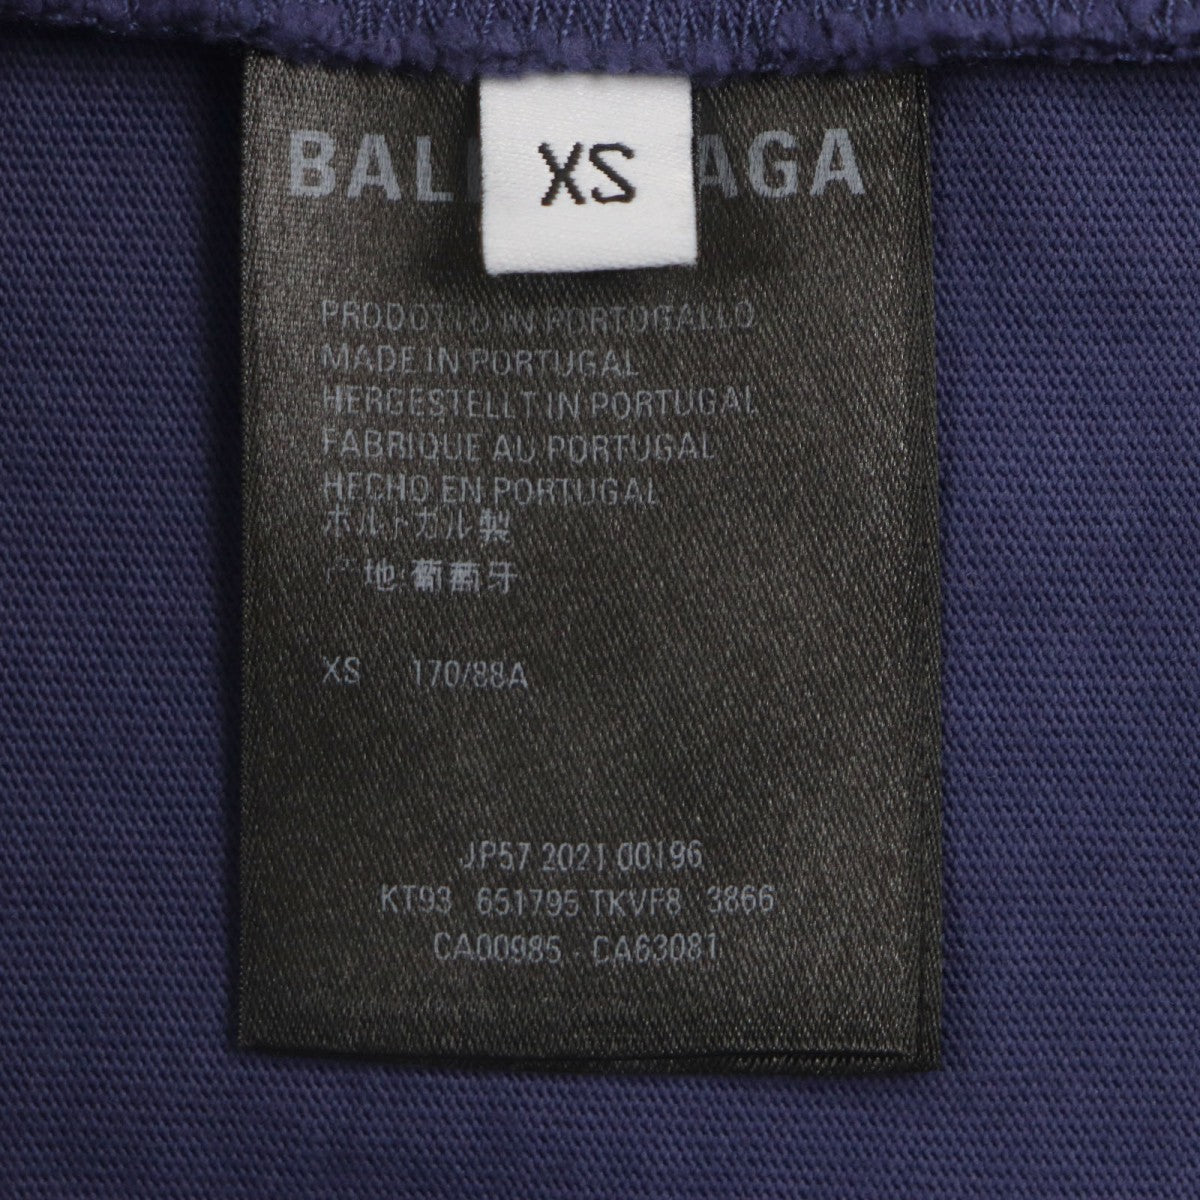 BAL AGA
XS
PRODOTTO IN PORTOGALLO
MADE IN PORTUGAL
HERGESTELLT IN PORTUGAL
FABRIQUE AU PORTUGAL
HECHO EN PORTUGAL
ポルトガル製
产地:葡萄牙
XS 170/88A
JP57 2021 00196
KT93 651795 TKVF8 3866
CA00985 - CA63081